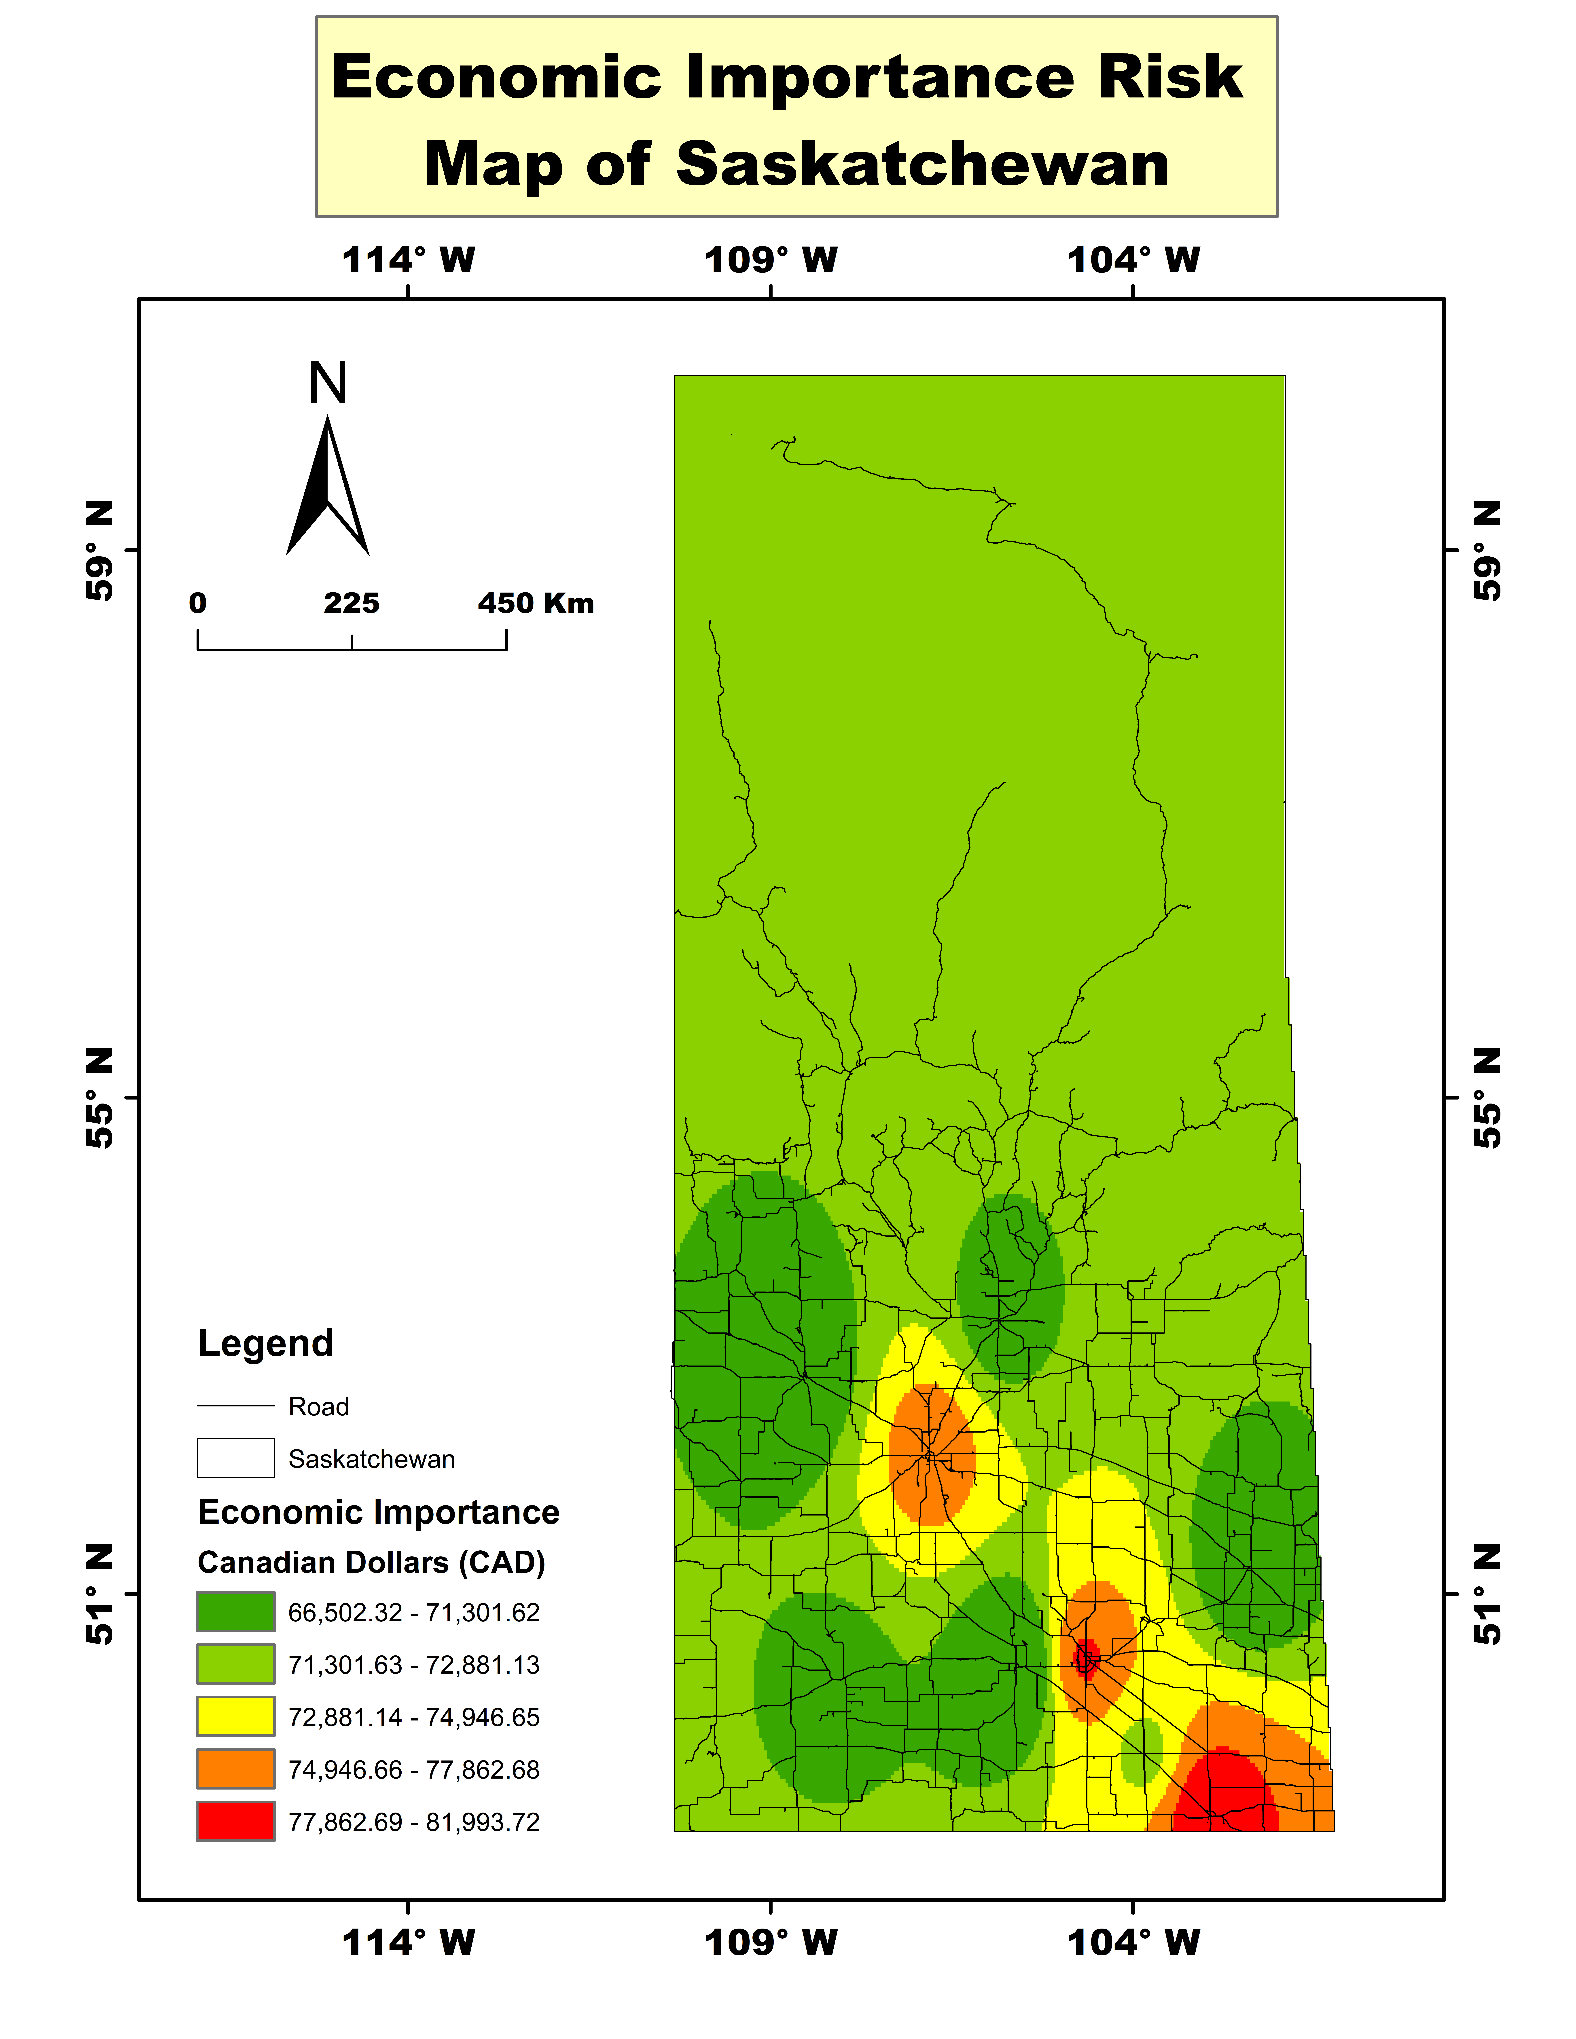 Economic Importance Risk
Map of Saskatchewan
114° W
109° W
104° W
N
0
225
450 Km
59° N
59° N
55° N
55° N
51° N
51° N
Legend
Road
Saskatchewan
Economic Importance
Canadian Dollars (CAD)
66,502.32 - 71,301.62
71,301.63 - 72,881.13
72,881.14 - 74,946.65
74,946.66 - 77,862.68
77,862.69 - 81,993.72
114° W
109° W
104° W